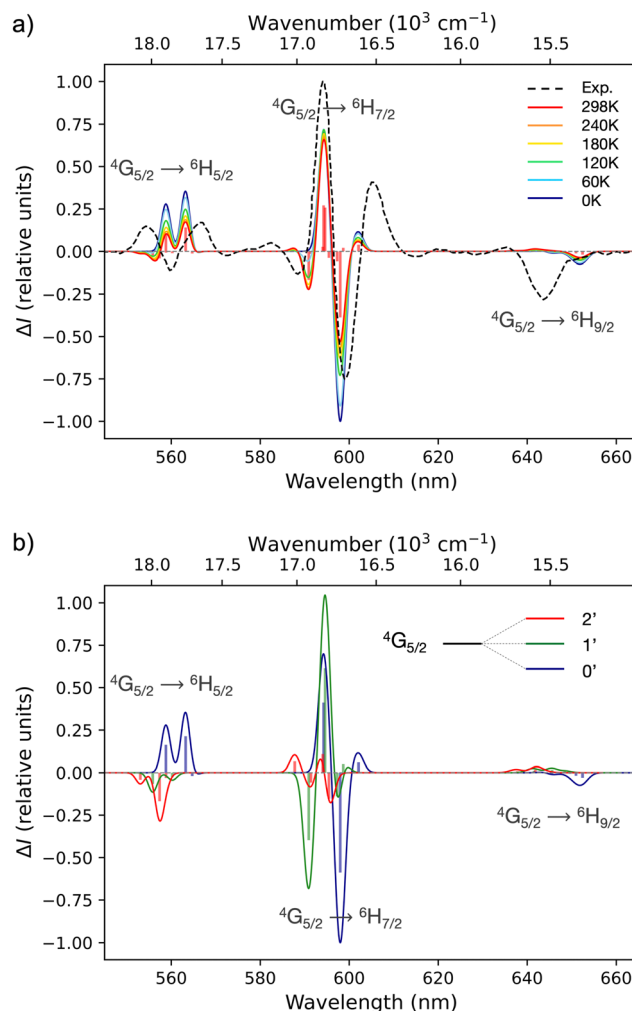 a)
Wavenumber (10³ cm⁻¹)
18.0 17.5 17.0 16.5 16.0 15.5
1.00
0.75
0.50
0.25
0.00
−0.25
−0.50
−0.75
−1.00
ΔI (relative units)
⁴G₅/₂ → ⁶H₅/₂
⁴G₅/₂ → ⁶H₇/₂
⁴G₅/₂ → ⁶H₉/₂
Exp.
298K
240K
180K
120K
60K
0K
560 580 600 620 640 660
Wavelength (nm)
b)
Wavenumber (10³ cm⁻¹)
18.0 17.5 17.0 16.5 16.0 15.5
1.00
0.75
0.50
0.25
0.00
−0.25
−0.50
−0.75
−1.00
ΔI (relative units)
⁴G₅/₂ → ⁶H₅/₂
⁴G₅/₂
2'
1'
0'
⁴G₅/₂ → ⁶H₉/₂
⁴G₅/₂ → ⁶H₇/₂
560 580 600 620 640 660
Wavelength (nm)